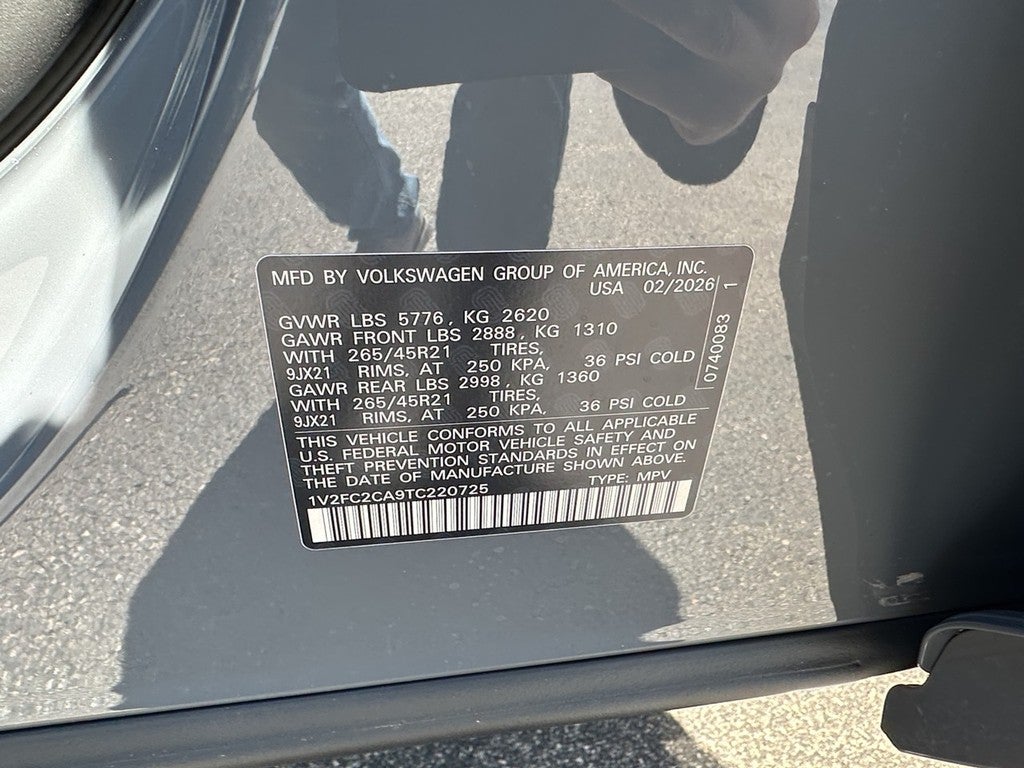 MFD BY VOLKSWAGEN GROUP OF AMERICA, INC.
USA 02/2026
GVWR LBS 5776, KG 2620
GAWR FRONT LBS 2888, KG 1310
WITH 265/45R21 TIRES,
9JX21 RIMS, AT 250 KPA, 36 PSI COLD
GAWR REAR LBS 2998, KG 1360
WITH 265/45R21 TIRES,
9JX21 RIMS, AT 250 KPA, 36 PSI COLD
0740083 1
THIS VEHICLE CONFORMS TO ALL APPLICABLE
U.S. FEDERAL MOTOR VEHICLE SAFETY AND
THEFT PREVENTION STANDARDS IN EFFECT ON
THE DATE OF MANUFACTURE SHOWN ABOVE.
1V2FC2CA9TC220725 TYPE: MPV